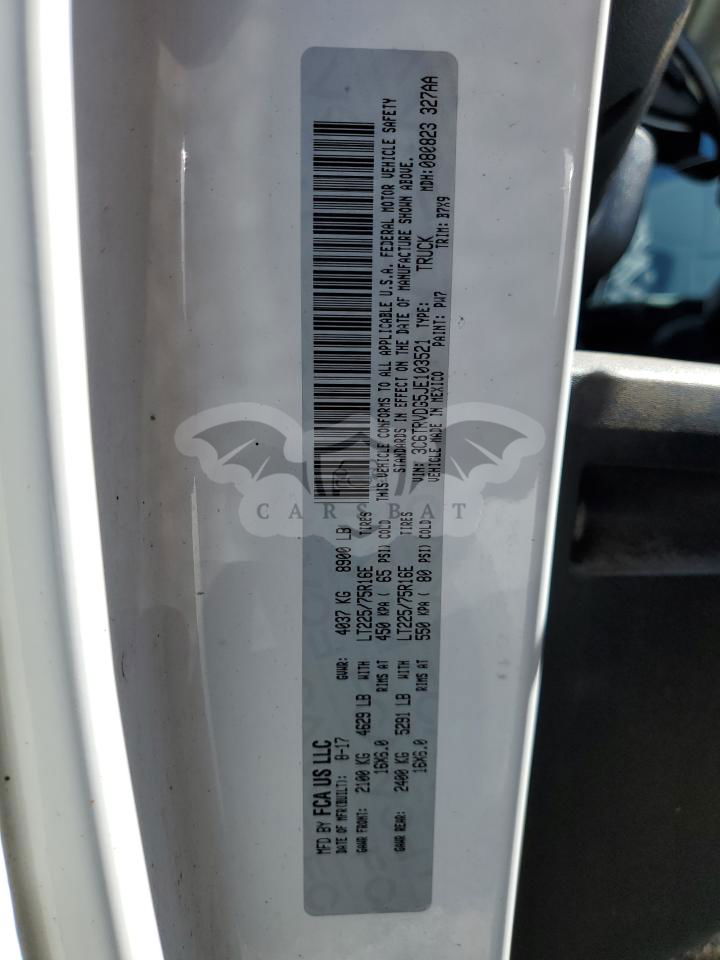 MFD BY FCA US LLC
DATE OF MFR(BUILT): 8-17 GVWR: 4037 KG 8900 LB
GAWR FRONT: 2100 KG 4629 LB WITH LT225/75R16E TIRES
16X6.0 RIMS AT 450 KPA ( 65 PSI) COLD
GAWR REAR: 2400 KG 5291 LB WITH LT225/75R16E TIRES
16X6.0 RIMS AT 550 KPA ( 80 PSI) COLD
THIS VEHICLE CONFORMS TO ALL APPLICABLE U.S.A. FEDERAL MOTOR VEHICLE SAFETY
STANDARDS IN EFFECT ON THE DATE OF MANUFACTURE SHOWN ABOVE.
VIN: 3C6TRVDG5JE103521 TYPE: TRUCK MDH:080823 327AA
VEHICLE MADE IN MEXICO PAINT: PW7 TRIM: B7X9
CARSBAT